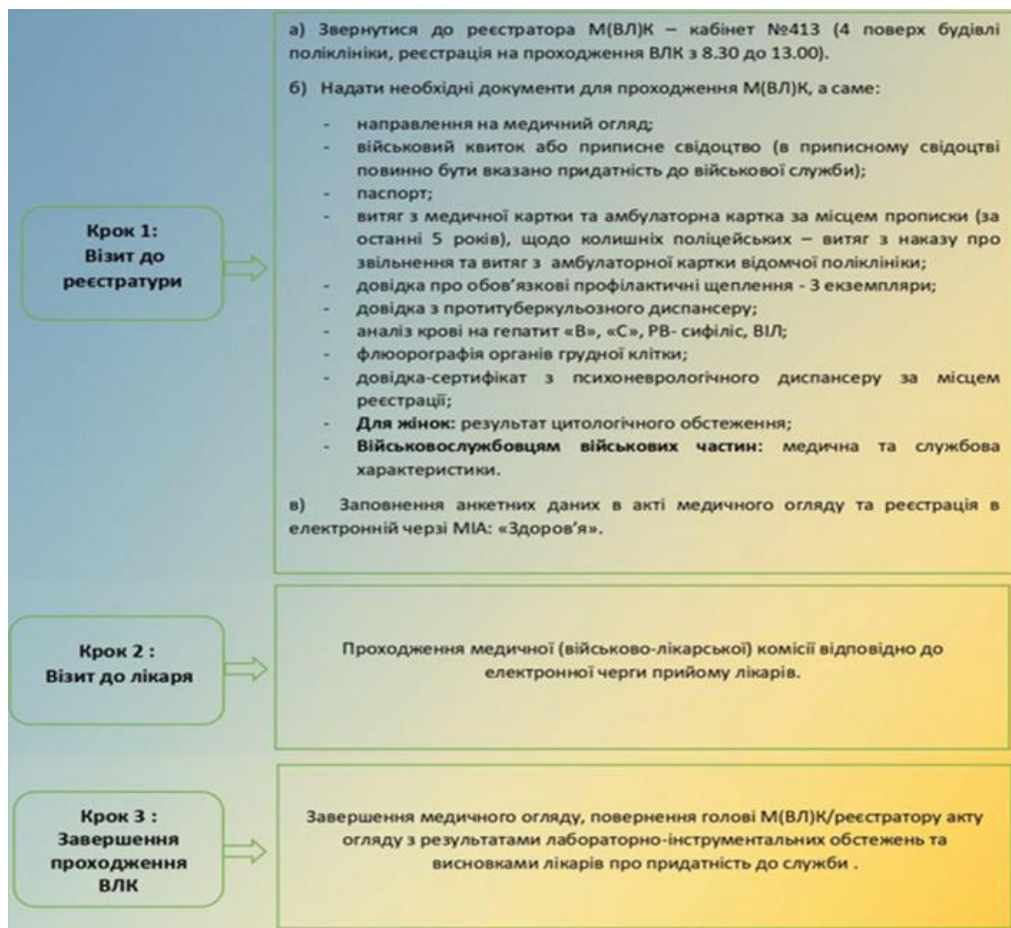 Крок 1:
Візит до
реєстратури
а) Звернутися до реєстратора М(ВЛ)К – кабінет №413 (4 поверх будівлі
поліклініки, реєстрація на проходження ВЛК з 8.30 до 13.00).
б) Надати необхідні документи для проходження М(ВЛ)К, а саме:
- направлення на медичний огляд;
- військовий квиток або приписне свідоцтво (в приписному свідоцтві
повинно бути вказано придатність до військової служби);
- паспорт;
- витяг з медичної картки та амбулаторна картка за місцем прописки (за
останні 5 років), щодо колишніх поліцейських – витяг з наказу про
звільнення та витяг з амбулаторної картки відомчої поліклініки;
- довідка про обов’язкові профілактичні щеплення - 3 екземпляри;
- довідка з протитуберкульозного диспансеру;
- аналіз крові на гепатит «В», «С», РВ- сифіліс, ВІЛ;
- флюорографія органів грудної клітки;
- довідка-сертифікат з психоневрологічного диспансеру за місцем
реєстрації;
- Для жінок: результат цитологічного обстеження;
- Військовослужбовцям військових частин: медична та службова
характеристики.
в) Заповнення анкетних даних в акті медичного огляду та реєстрація в
електронній черзі МІА: «Здоров’я».
Крок 2 :
Візит до лікаря
Проходження медичної (військово-лікарської) комісії відповідно до
електронної черги прийому лікарів.
Крок 3 :
Завершення
проходження
ВЛК
Завершення медичного огляду, повернення голові М(ВЛ)К/реєстратору акту
огляду з результатами лабораторно-інструментальних обстежень та
висновками лікарів про придатність до служби .